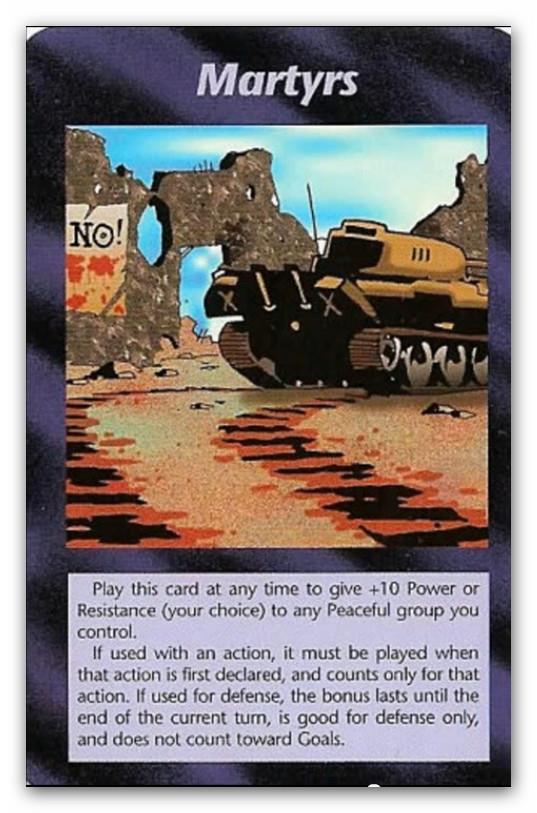 Martyrs
NO!
Play this card at any time to give +10 Power or
Resistance (your choice) to any Peaceful group you
control.
If used with an action, it must be played when
that action is first declared, and counts only for that
action. If used for defense, the bonus lasts until the
end of the current turn, is good for defense only,
and does not count toward Goals.